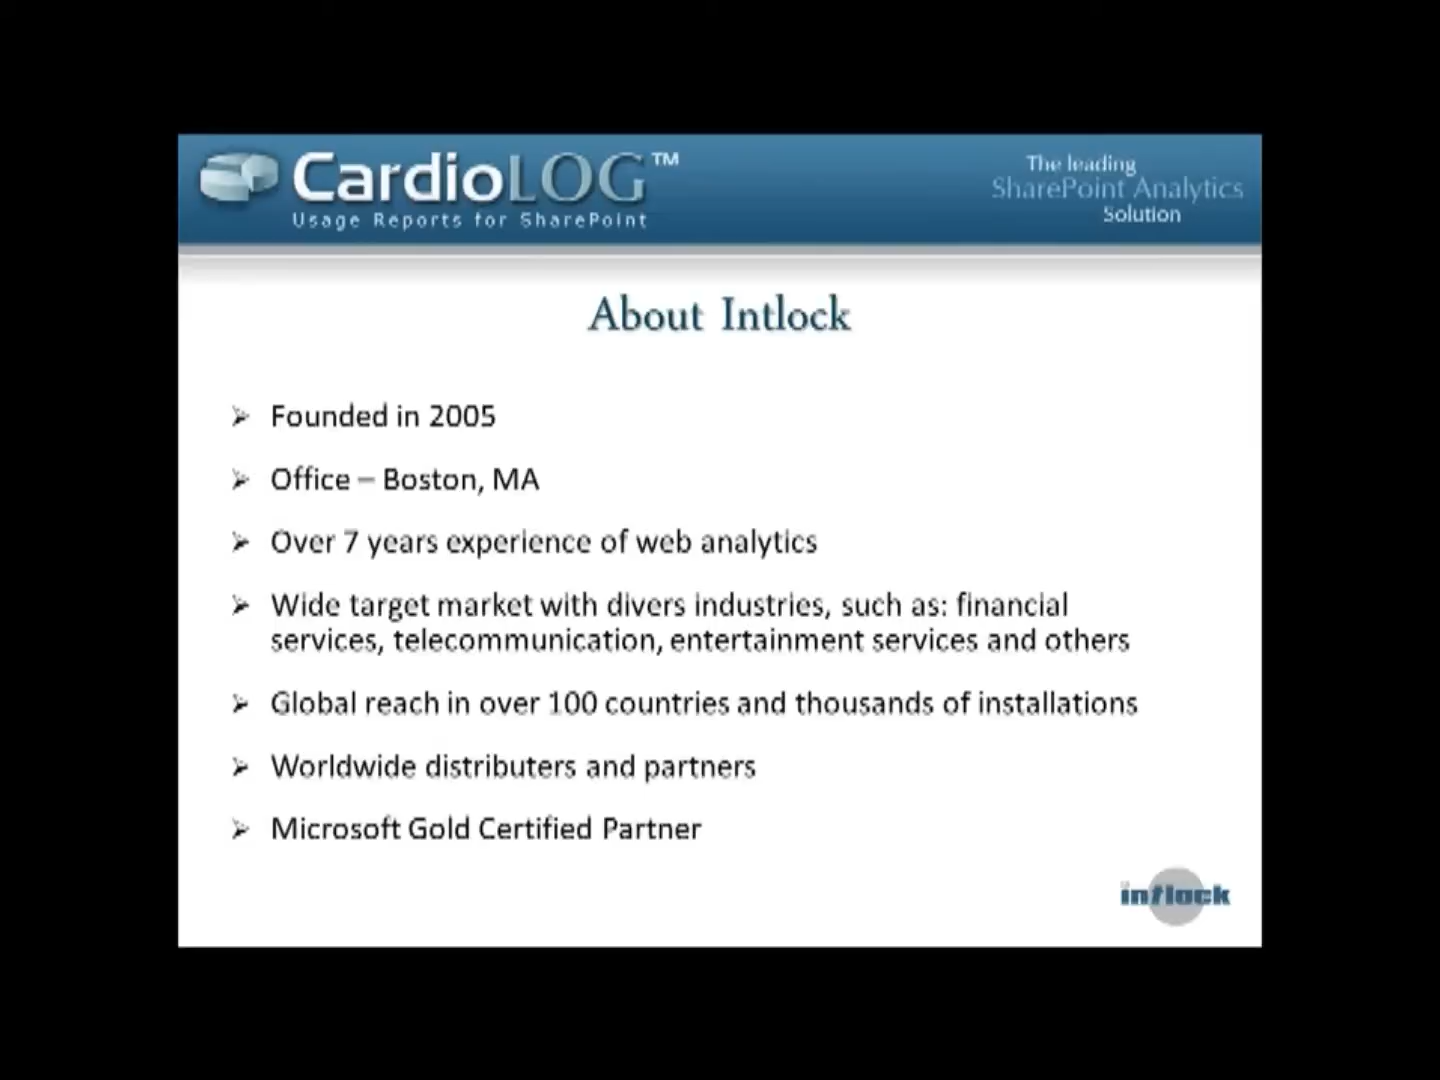 CardioLOG™
Usage Reports for SharePoint
The leading
SharePoint Analytics
Solution
About Intlock
➢ Founded in 2005
➢ Office – Boston, MA
➢ Over 7 years experience of web analytics
➢ Wide target market with divers industries, such as: financial
services, telecommunication, entertainment services and others
➢ Global reach in over 100 countries and thousands of installations
➢ Worldwide distributers and partners
➢ Microsoft Gold Certified Partner
intlock